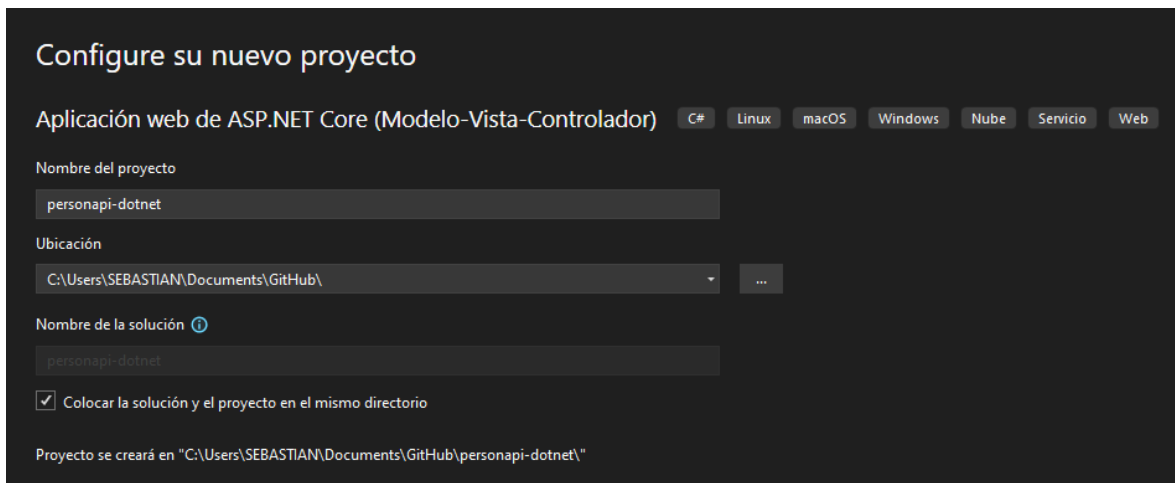 Configure su nuevo proyecto
Aplicación web de ASP.NET Core (Modelo-Vista-Controlador) C# Linux macOS Windows Nube Servicio Web
Nombre del proyecto
personapi-dotnet
Ubicación
C:\Users\SEBASTIAN\Documents\GitHub\ ...
Nombre de la solución
personapi-dotnet
Colocar la solución y el proyecto en el mismo directorio
Proyecto se creará en "C:\Users\SEBASTIAN\Documents\GitHub\personapi-dotnet\"